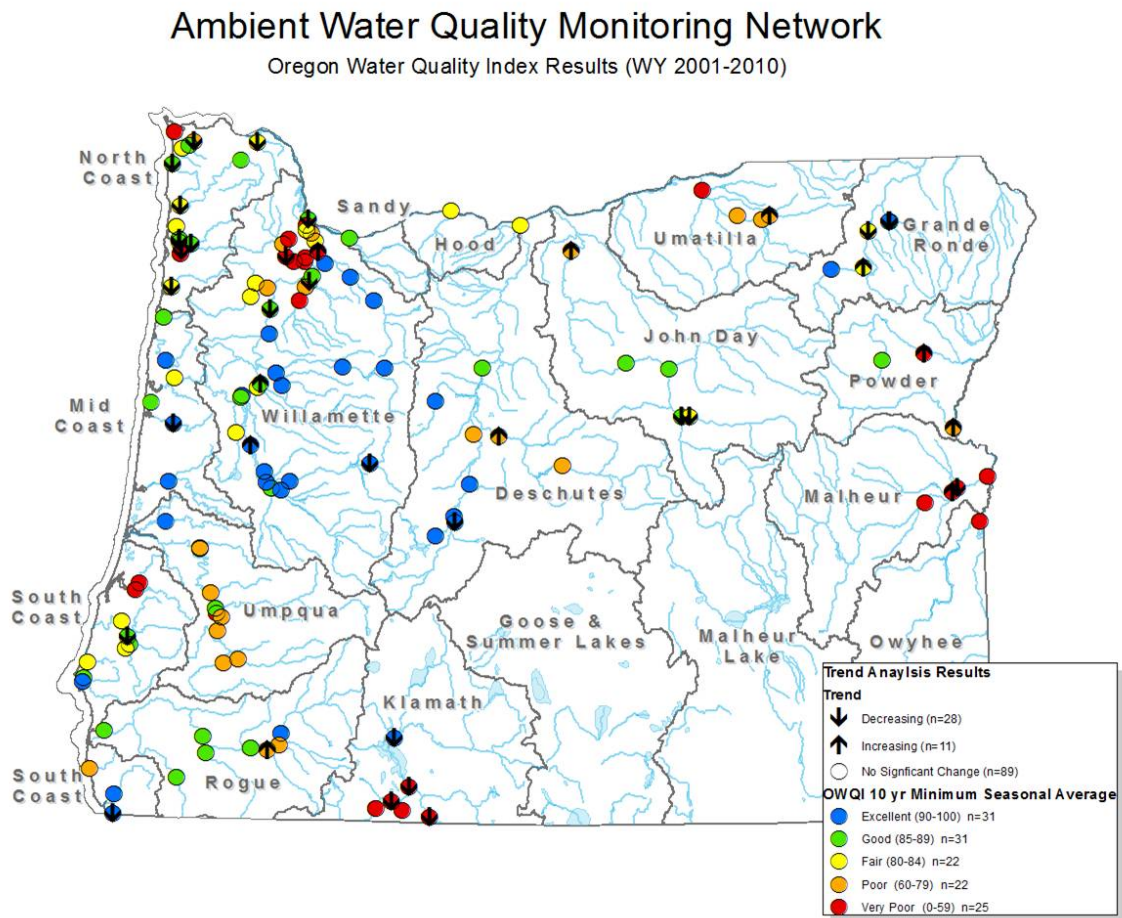 Ambient Water Quality Monitoring Network
Oregon Water Quality Index Results (WY 2001-2010)
North
Coast
Sandy
Hood
Umatilla
Grande
Ronde
John Day
Powder
Mid
Coast
Willamette
Deschutes
Malheur
South
Coast
Umpqua
Goose &
Summer Lakes
Malheur
Lake
Owyhee
Klamath
Rogue
South
Coast
Trend Anaylsis Results
Trend
Decreasing (n=28)
Increasing (n=11)
No Signficant Change (n=89)
OWQI 10 yr Minimum Seasonal Average
Excellent (90-100) n=31
Good (85-89) n=31
Fair (80-84) n=22
Poor (60-79) n=22
Very Poor (0-59) n=25